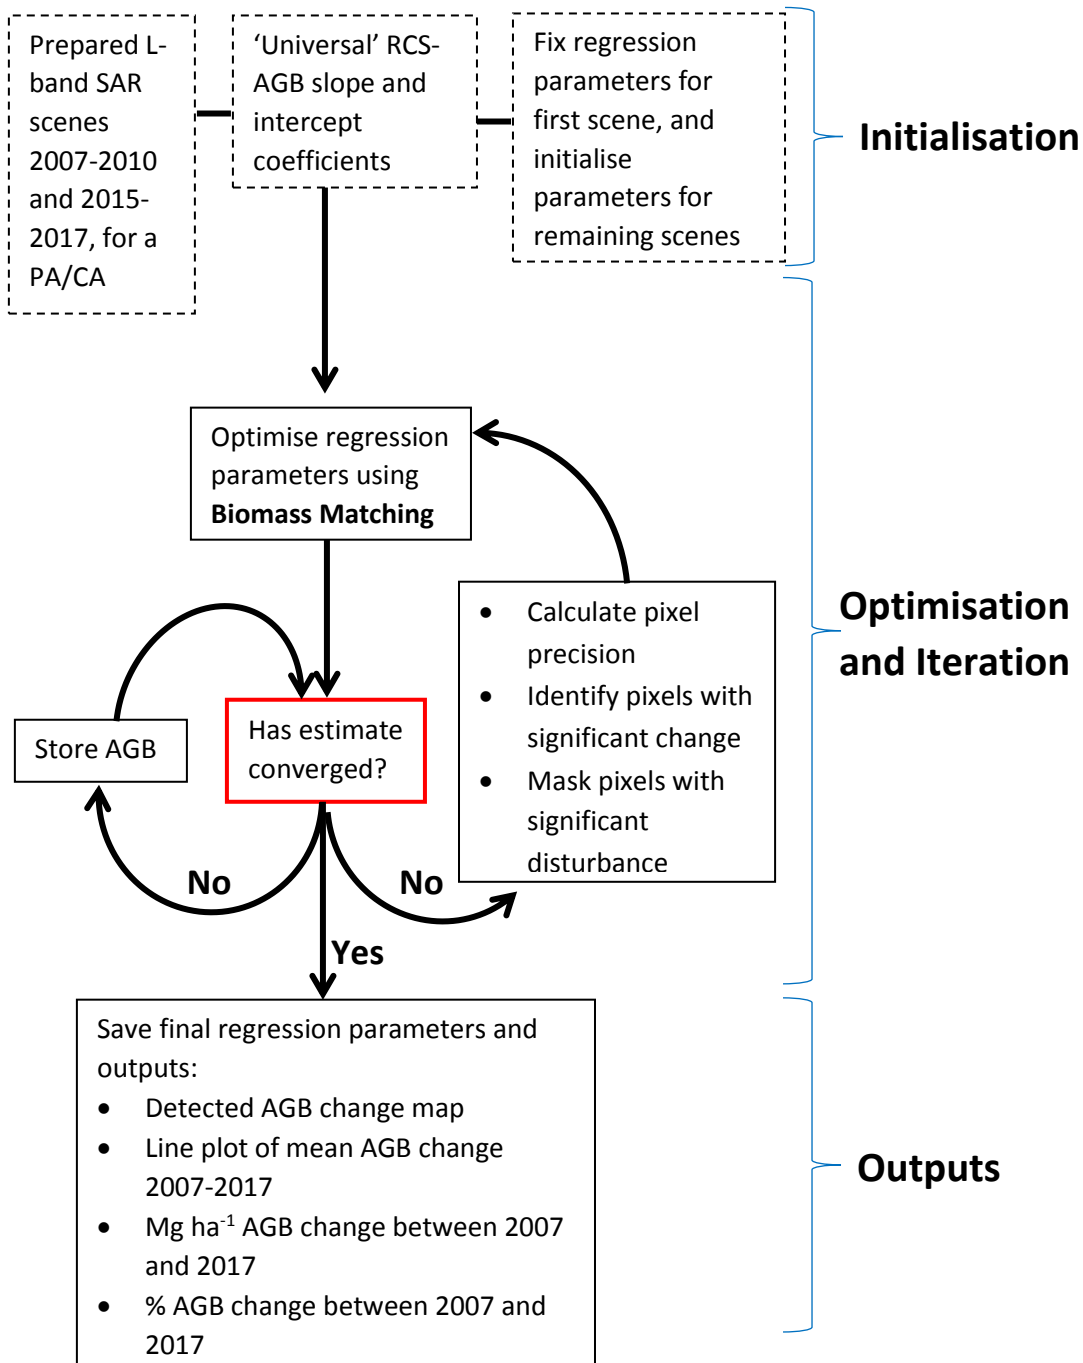 Prepared L-
band SAR
scenes
2007-2010
and 2015-
2017, for a
PA/CA
‘Universal’ RCS-
AGB slope and
intercept
coefficients
Fix regression
parameters for
first scene, and
initialise
parameters for
remaining scenes
Initialisation
Optimise regression
parameters using
Biomass Matching
• Calculate pixel
precision
• Identify pixels with
significant change
• Mask pixels with
significant
disturbance
Optimisation
and Iteration
Store AGB
Has estimate
converged?
No
No
Yes
Save final regression parameters and
outputs:
• Detected AGB change map
• Line plot of mean AGB change
2007-2017
• Mg ha⁻¹ AGB change between 2007
and 2017
• % AGB change between 2007 and
2017
Outputs